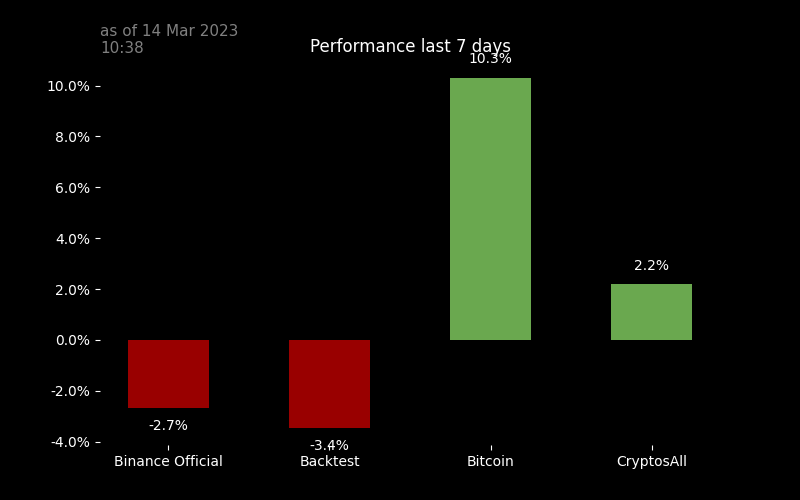 as of 14 Mar 2023
10:38
Performance last 7 days
10.3%
10.0%
8.0%
6.0%
4.0%
2.2%
2.0%
0.0%
-2.0%
-2.7%
-4.0%
-3.4%
Binance Official
Backtest
Bitcoin
CryptosAll